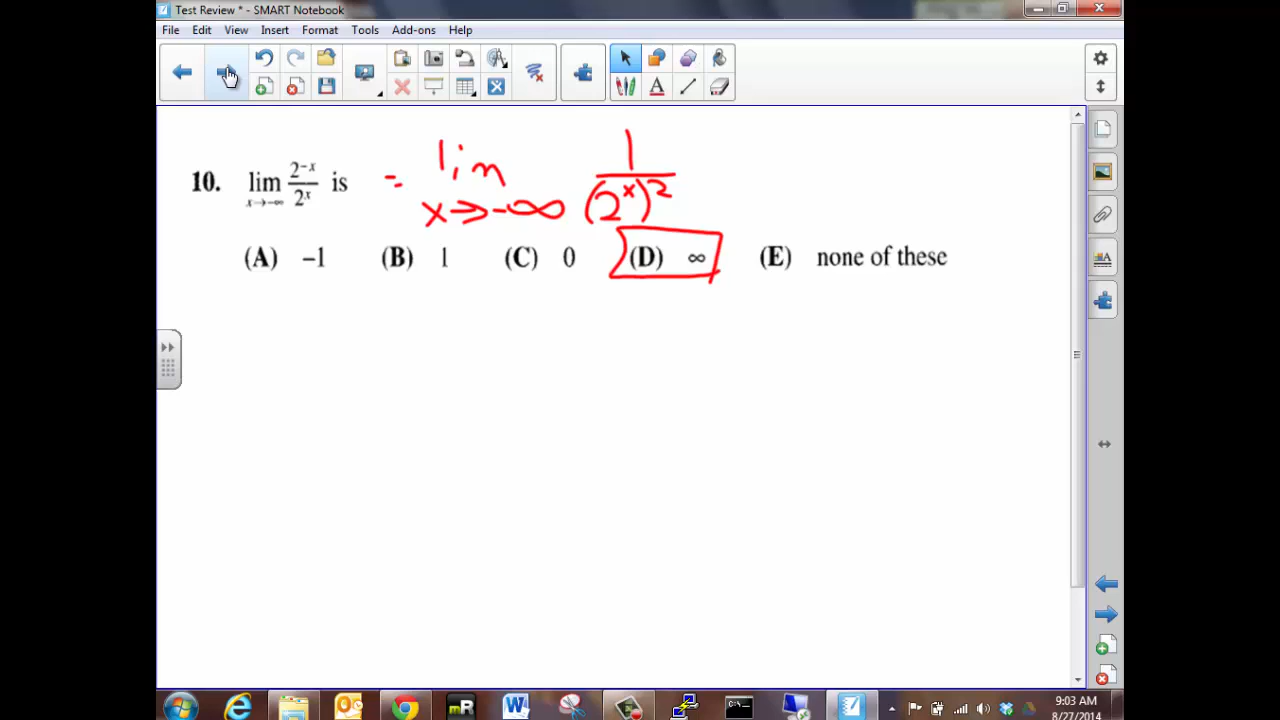 Test Review * - SMART Notebook
File Edit View Insert Format Tools Add-ons Help
10. lim x→-∞ 2^-x / 2^x is = lim x→-∞ 1 / (2^x)^2
(A) -1 (B) 1 (C) 0 (D) ∞ (E) none of these
9:03 AM
8/27/2014